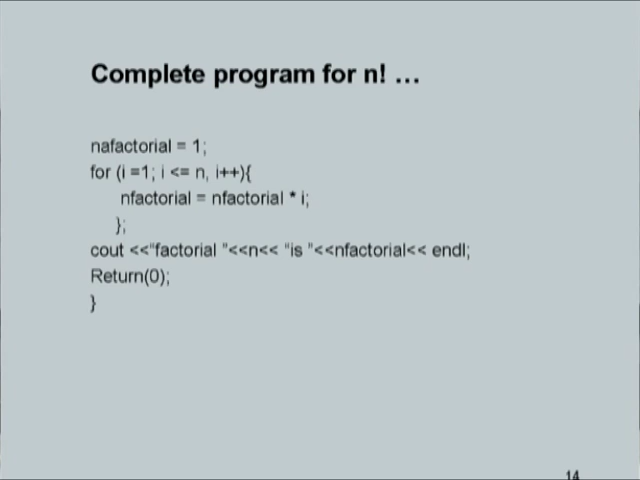 Complete program for n! ...
nafactorial = 1;
for (i =1; i <= n, i++){
nfactorial = nfactorial * i;
};
cout <<"factorial "<<n<< "is "<<nfactorial<< endl;
Return(0);
}
14